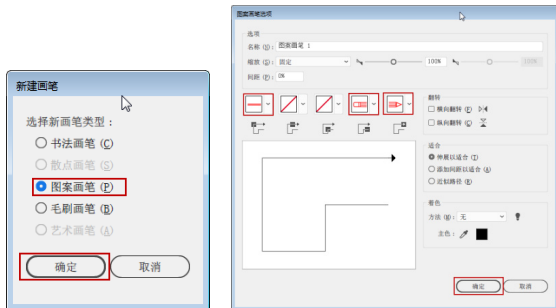 新建画笔
选择新画笔类型：
书法画笔 (C)
散点画笔 (S)
图案画笔 (P)
毛刷画笔 (B)
艺术画笔 (A)
确定
取消
图案画笔选项
选项
名称 (N)： 图案画笔 1
缩放 (S)： 固定 100% 100%
间距 (P)： 0%
翻转
横向翻转 (F)
纵向翻转 (C)
适合
伸展以适合 (T)
添加间距以适合 (A)
近似路径 (R)
着色
方法 (M)： 无
主色：
确定
取消